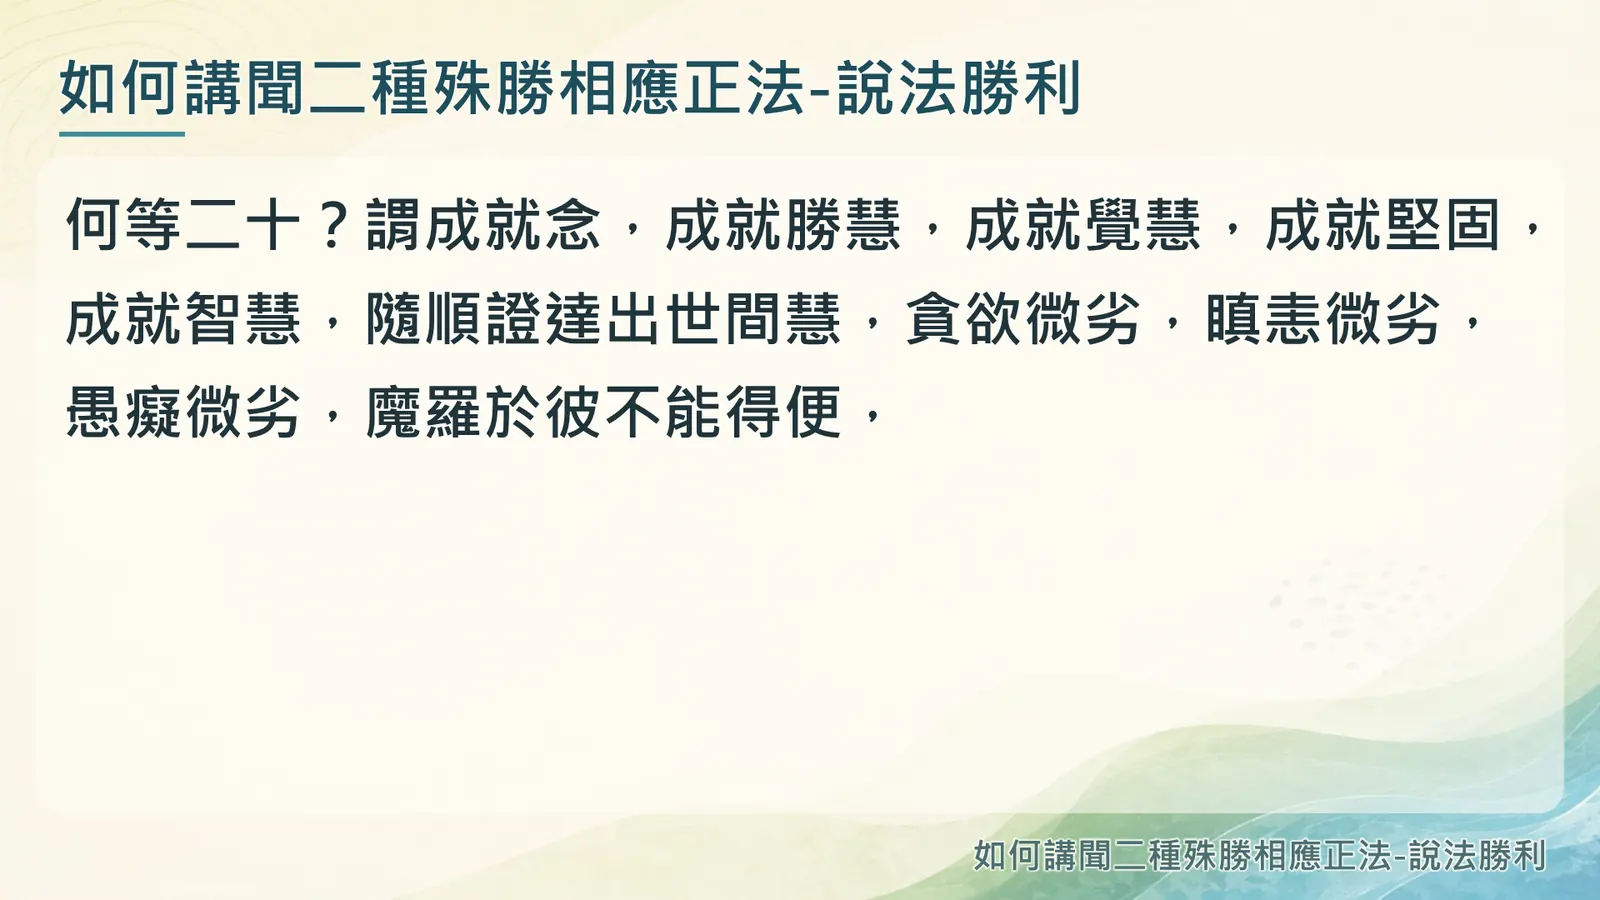 如何講聞二種殊勝相應正法-說法勝利
何等二十？謂成就念，成就勝慧，成就覺慧，成就堅固，
成就智慧，隨順證達出世間慧，貪欲微劣，瞋恚微劣，
愚癡微劣，魔羅於彼不能得便，
如何講聞二種殊勝相應正法-說法勝利